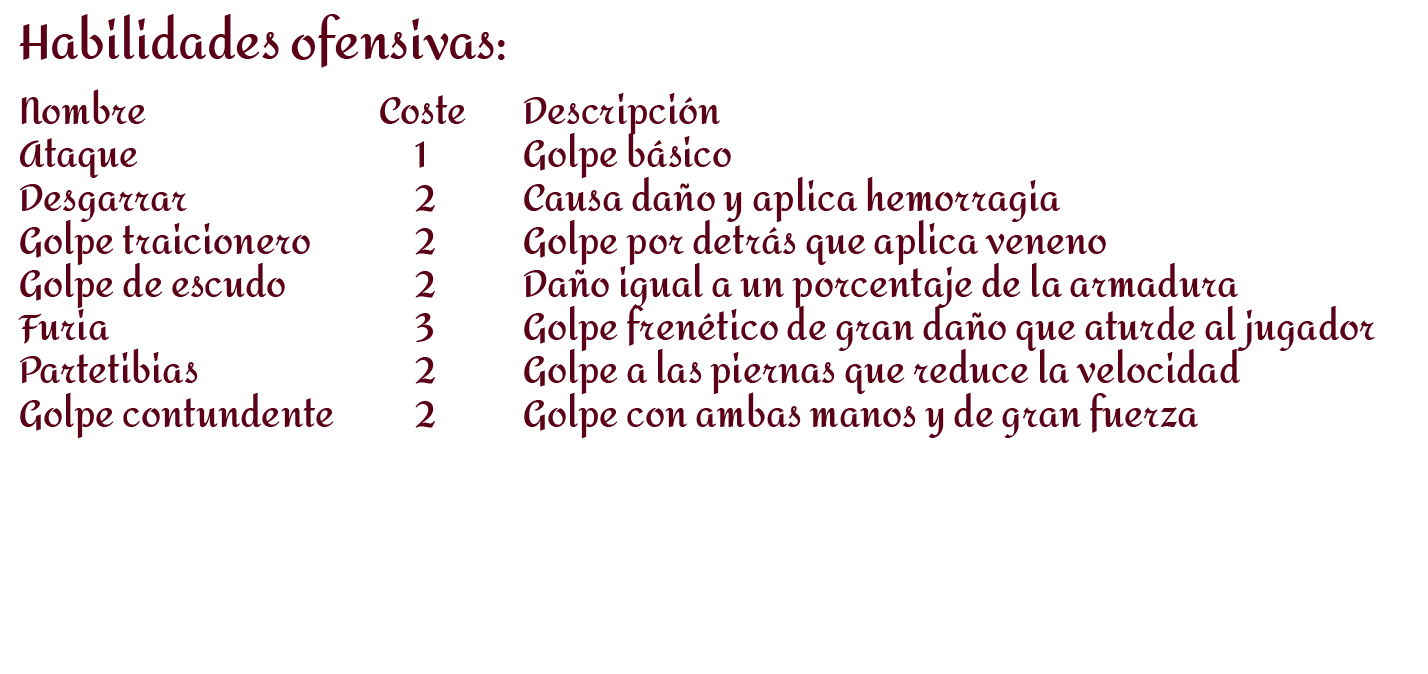 Habilidades ofensivas:
Nombre Coste Descripción
Ataque 1 Golpe básico
Desgarrar 2 Causa daño y aplica hemorragia
Golpe traicionero 2 Golpe por detrás que aplica veneno
Golpe de escudo 2 Daño igual a un porcentaje de la armadura
Furia 3 Golpe frenético de gran daño que aturde al jugador
Partetibias 2 Golpe a las piernas que reduce la velocidad
Golpe contundente 2 Golpe con ambas manos y de gran fuerza